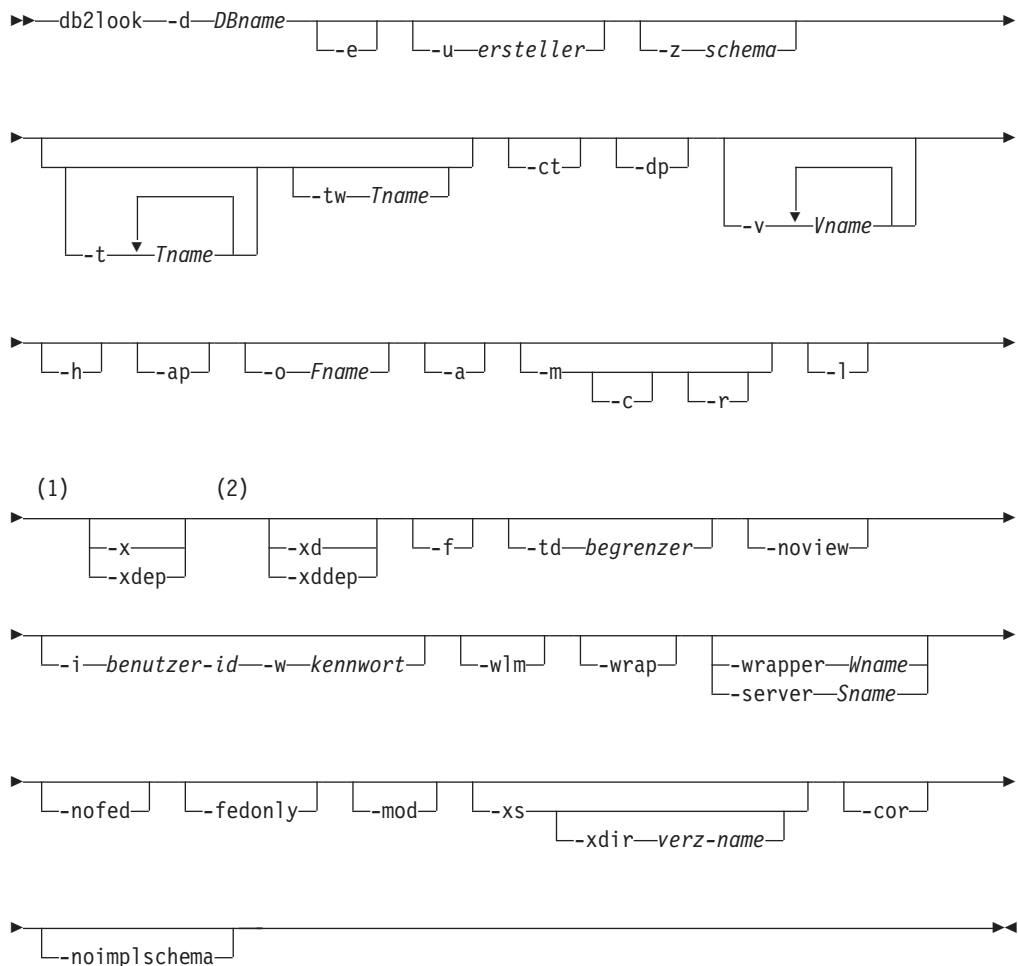 db2look -d DBname
-e -u ersteller -z schema
-tw Tname -ct -dp
-t Tname -v Vname
-h -ap -o Fname -a -m -l
-c -r
(1) (2)
-x -xd -f -td begrenzer -noview
-xdep -xddep
-i benutzer-id -w kennwort -wlm -wrap -wrapper Wname
-server Sname
-nofed -fedonly -mod -xs -cor
-xdir verz-name
-noimplschema